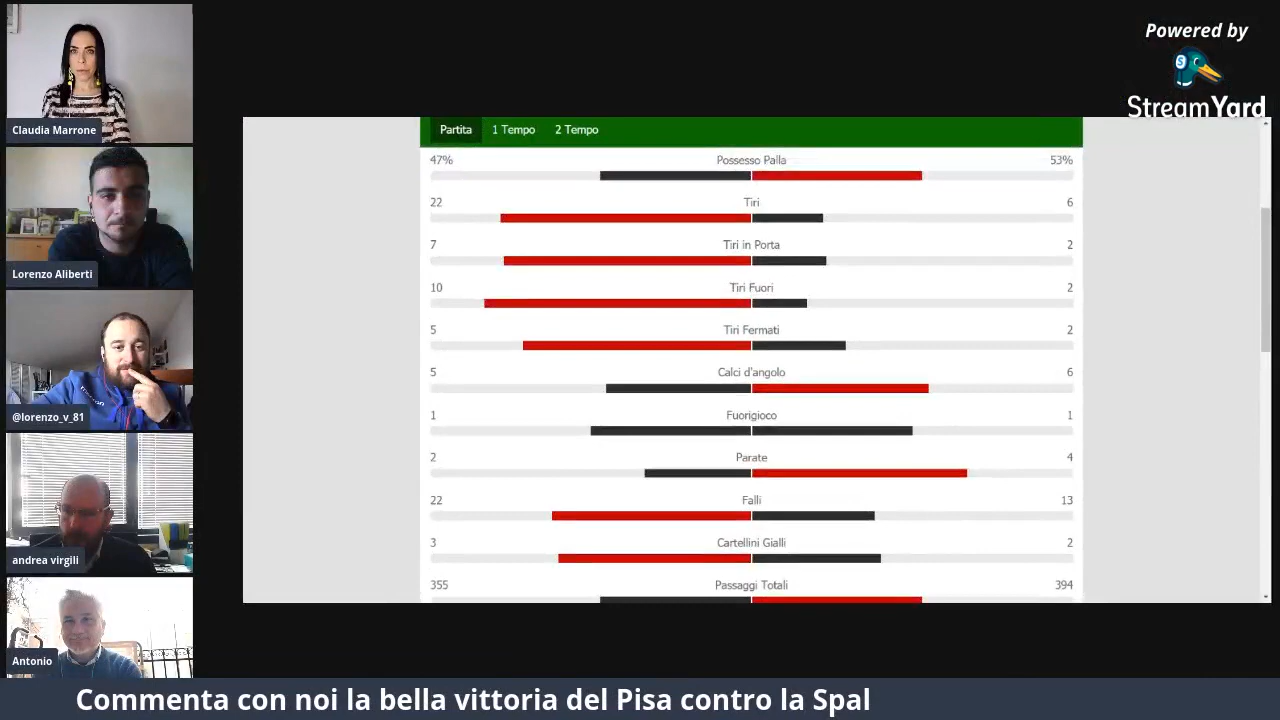 Powered by
StreamYard
Claudia Marrone
Lorenzo Aliberti
@lorenzo_v_81
andrea virgili
Antonio
Partita 1 Tempo 2 Tempo
47% Possesso Palla 53%
22 Tiri 6
7 Tiri in Porta 2
10 Tiri Fuori 2
5 Tiri Fermati 2
5 Calci d'angolo 6
1 Fuorigioco 1
2 Parate 4
22 Falli 13
3 Cartellini Gialli 2
355 Passaggi Totali 394
Commenta con noi la bella vittoria del Pisa contro la Spal